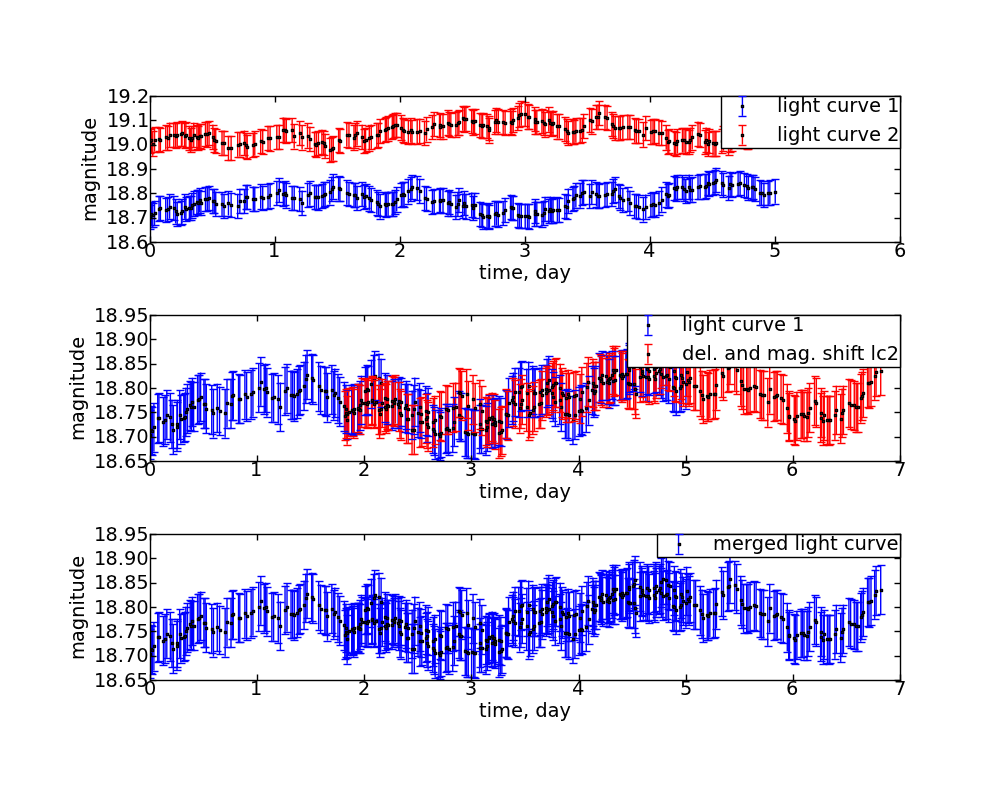 19.2
19.1
19.0
18.9
18.8
18.7
18.6
magnitude
light curve 1
light curve 2
0 1 2 3 4 5 6
time, day
18.95
18.90
18.85
18.80
18.75
18.70
18.65
magnitude
light curve 1
del. and mag. shift lc2
0 1 2 3 4 5 6 7
time, day
18.95
18.90
18.85
18.80
18.75
18.70
18.65
magnitude
merged light curve
0 1 2 3 4 5 6 7
time, day